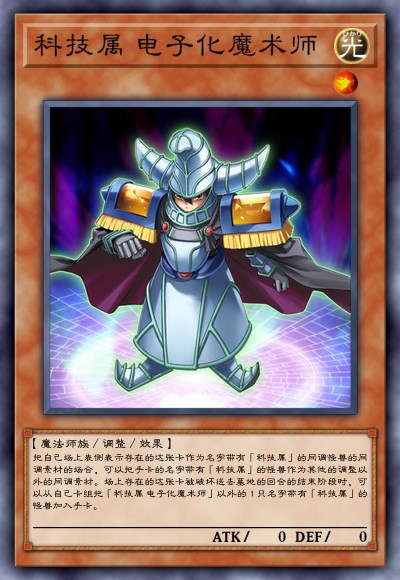 科技属 电子化魔术师
光
【魔法师族／调整／效果】
把自己场上表侧表示存在的这张卡作为名字带有「科技属」的同调怪兽的同
调素材的场合，可以把手卡的名字带有「科技属」的怪兽作为其他的调整以
外的同调素材。场上存在的这张卡被破坏送去墓地的回合的结束阶段时，可
以从自己卡组把「科技属 电子化魔术师」以外的1只名字带有「科技属」的
怪兽加入手卡。
ATK/ 0 DEF/ 0